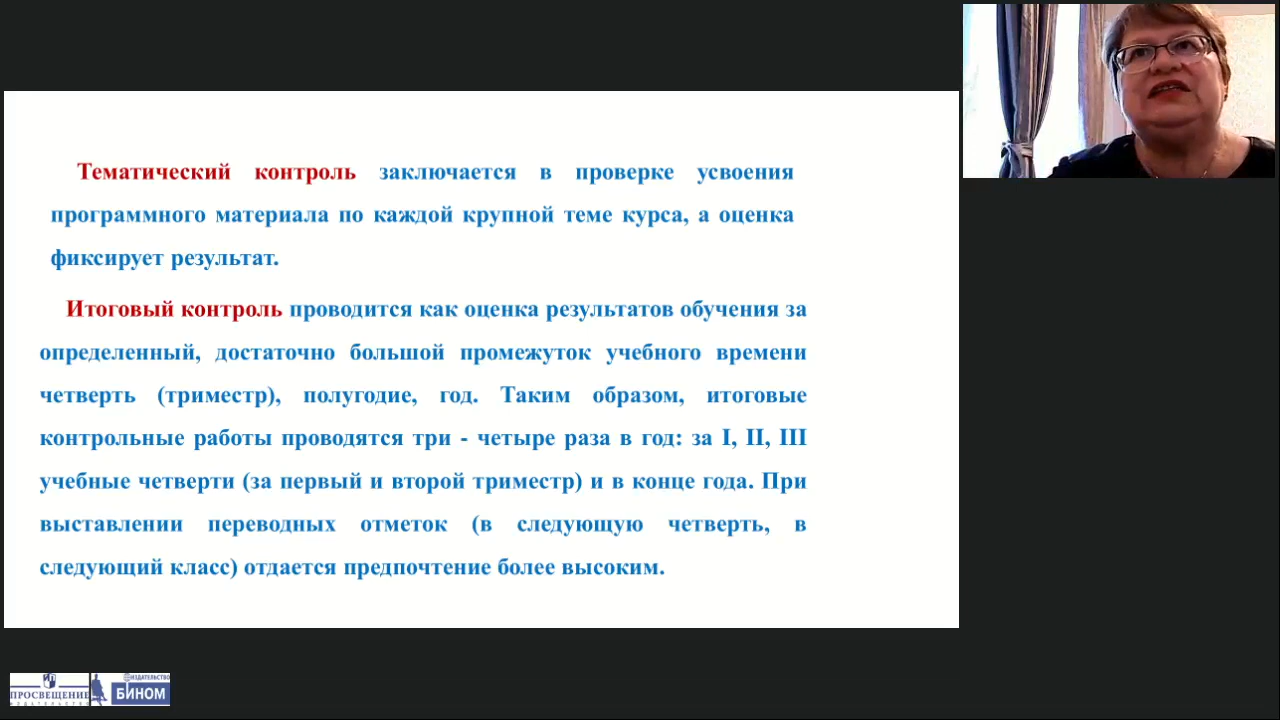 Тематический контроль заключается в проверке усвоения
программного материала по каждой крупной теме курса, а оценка
фиксирует результат.
Итоговый контроль проводится как оценка результатов обучения за
определенный, достаточно большой промежуток учебного времени
четверть (триместр), полугодие, год. Таким образом, итоговые
контрольные работы проводятся три - четыре раза в год: за I, II, III
учебные четверти (за первый и второй триместр) и в конце года. При
выставлении переводных отметок (в следующую четверть, в
следующий класс) отдается предпочтение более высоким.
ПРОСВЕЩЕНИЕ
ИЗДАТЕЛЬСТВО
ИЗДАТЕЛЬСТВО
БИНОМ